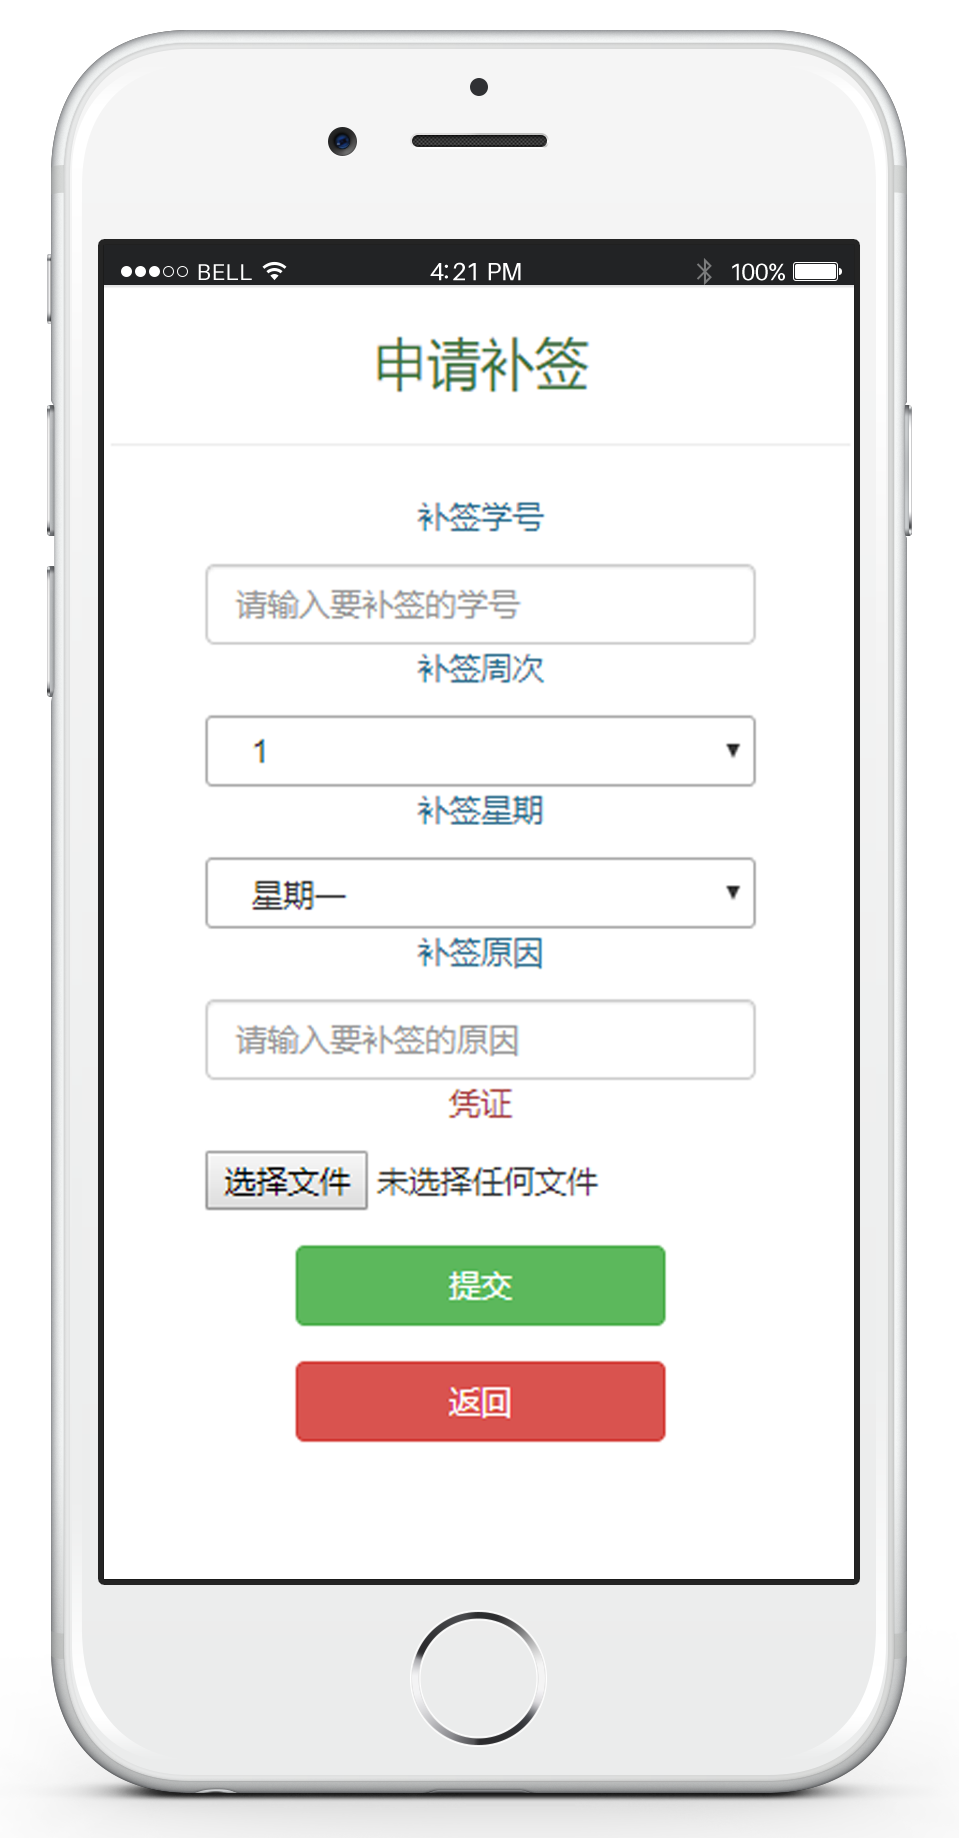 BELL 4:21 PM 100%
申请补签
补签学号
请输入要补签的学号
补签周次
1
补签星期
星期一
补签原因
请输入要补签的原因
凭证
选择文件 未选择任何文件
提交
返回